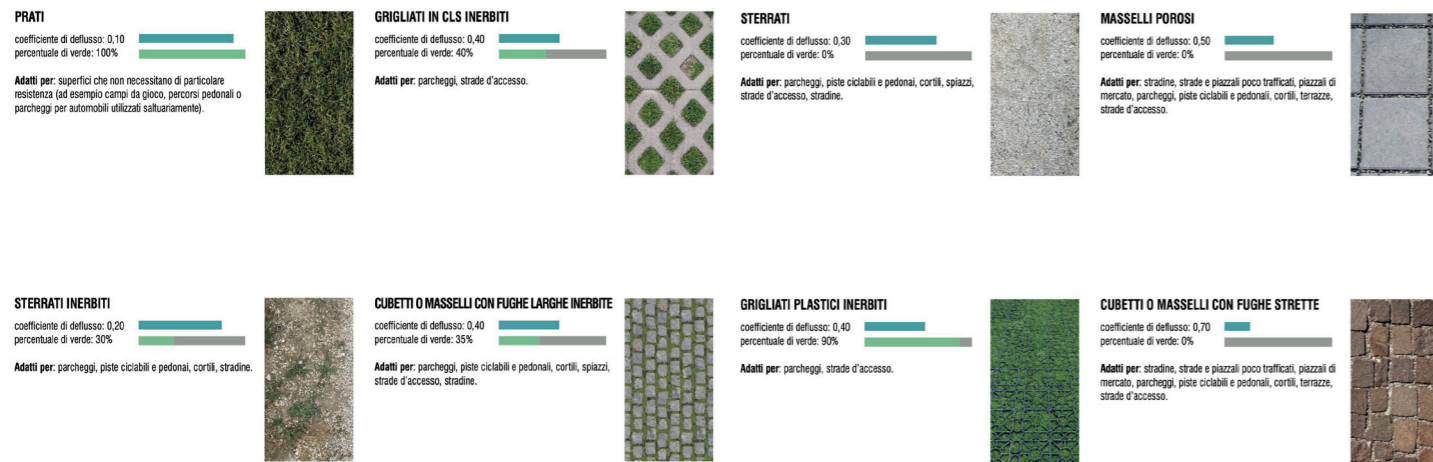 PRATI
coefficiente di deflusso: 0,10
percentuale di verde: 100%
Adatti per: superfici che non necessitano di particolare
resistenza (ad esempio campi da gioco, percorsi pedonali o
parcheggi per automobili utilizzati saltuariamente).
GRIGLIATI IN CLS INERBITI
coefficiente di deflusso: 0,40
percentuale di verde: 40%
Adatti per: parcheggi, strade d'accesso.
STERRATI
coefficiente di deflusso: 0,30
percentuale di verde: 0%
Adatti per: parcheggi, piste ciclabili e pedonai, cortili, spiazzi,
strade d'accesso, stradine.
MASSELLI POROSI
coefficiente di deflusso: 0,50
percentuale di verde: 0%
Adatti per: stradine, strade e piazzali poco trafficati, piazzali di
mercato, parcheggi, piste ciclabili e pedonali, cortili, terrazze,
strade d'accesso.
STERRATI INERBITI
coefficiente di deflusso: 0,20
percentuale di verde: 30%
Adatti per: parcheggi, piste ciclabili e pedonai, cortili, stradine.
CUBETTI O MASSELLI CON FUGHE LARGHE INERBITE
coefficiente di deflusso: 0,40
percentuale di verde: 35%
Adatti per: parcheggi, piste ciclabili e pedonali, cortili, spiazzi,
strade d'accesso, stradine.
GRIGLIATI PLASTICI INERBITI
coefficiente di deflusso: 0,40
percentuale di verde: 90%
Adatti per: parcheggi, strade d'accesso.
CUBETTI O MASSELLI CON FUGHE STRETTE
coefficiente di deflusso: 0,70
percentuale di verde: 0%
Adatti per: stradine, strade e piazzali poco trafficati, piazzali di
mercato, parcheggi, piste ciclabili e pedonali, cortili, terrazze,
strade d'accesso.